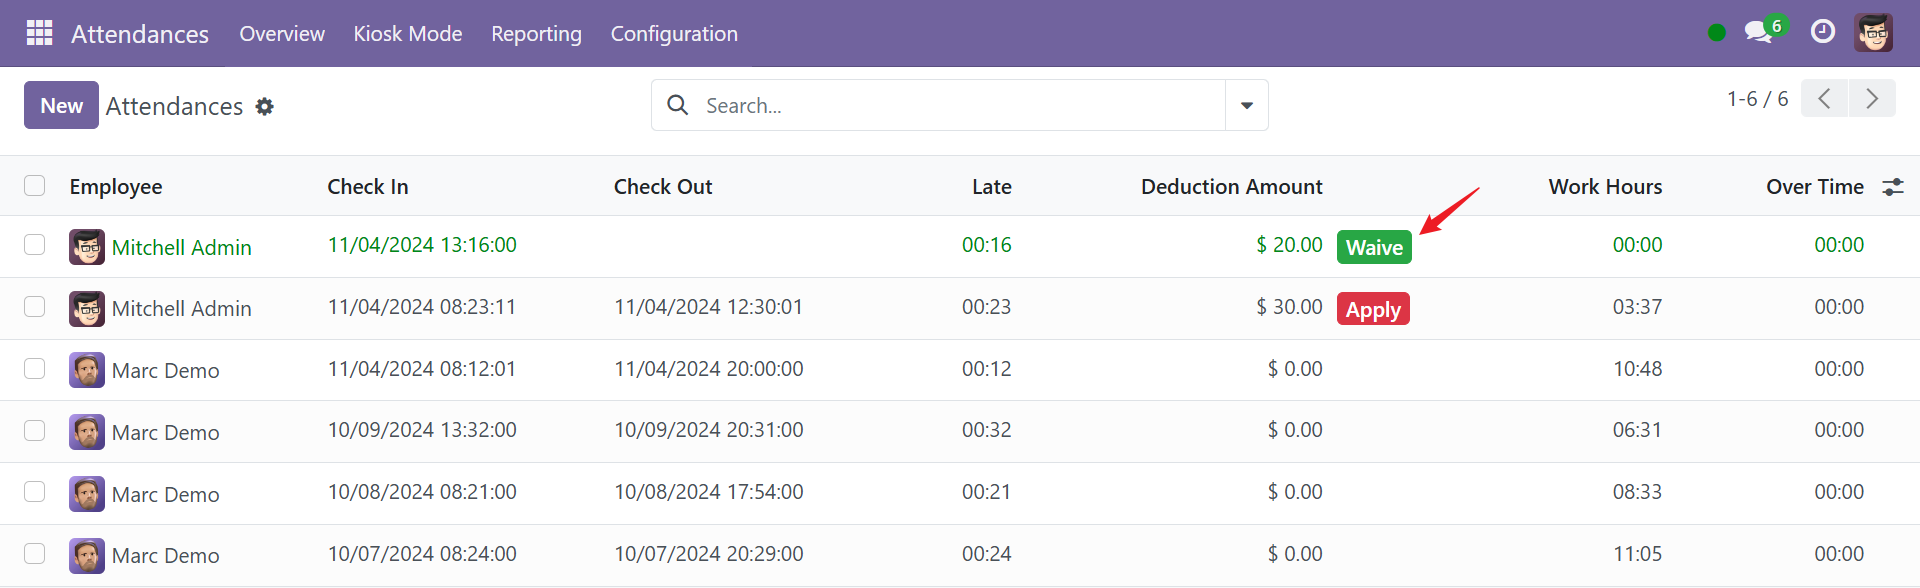 Attendances Overview Kiosk Mode Reporting Configuration 6
New Attendances Search... 1-6 / 6
Employee Check In Check Out Late Deduction Amount Work Hours Over Time
Mitchell Admin 11/04/2024 13:16:00 00:16 $ 20.00 Waive 00:00 00:00
Mitchell Admin 11/04/2024 08:23:11 11/04/2024 12:30:01 00:23 $ 30.00 Apply 03:37 00:00
Marc Demo 11/04/2024 08:12:01 11/04/2024 20:00:00 00:12 $ 0.00 10:48 00:00
Marc Demo 10/09/2024 13:32:00 10/09/2024 20:31:00 00:32 $ 0.00 06:31 00:00
Marc Demo 10/08/2024 08:21:00 10/08/2024 17:54:00 00:21 $ 0.00 08:33 00:00
Marc Demo 10/07/2024 08:24:00 10/07/2024 20:29:00 00:24 $ 0.00 11:05 00:00